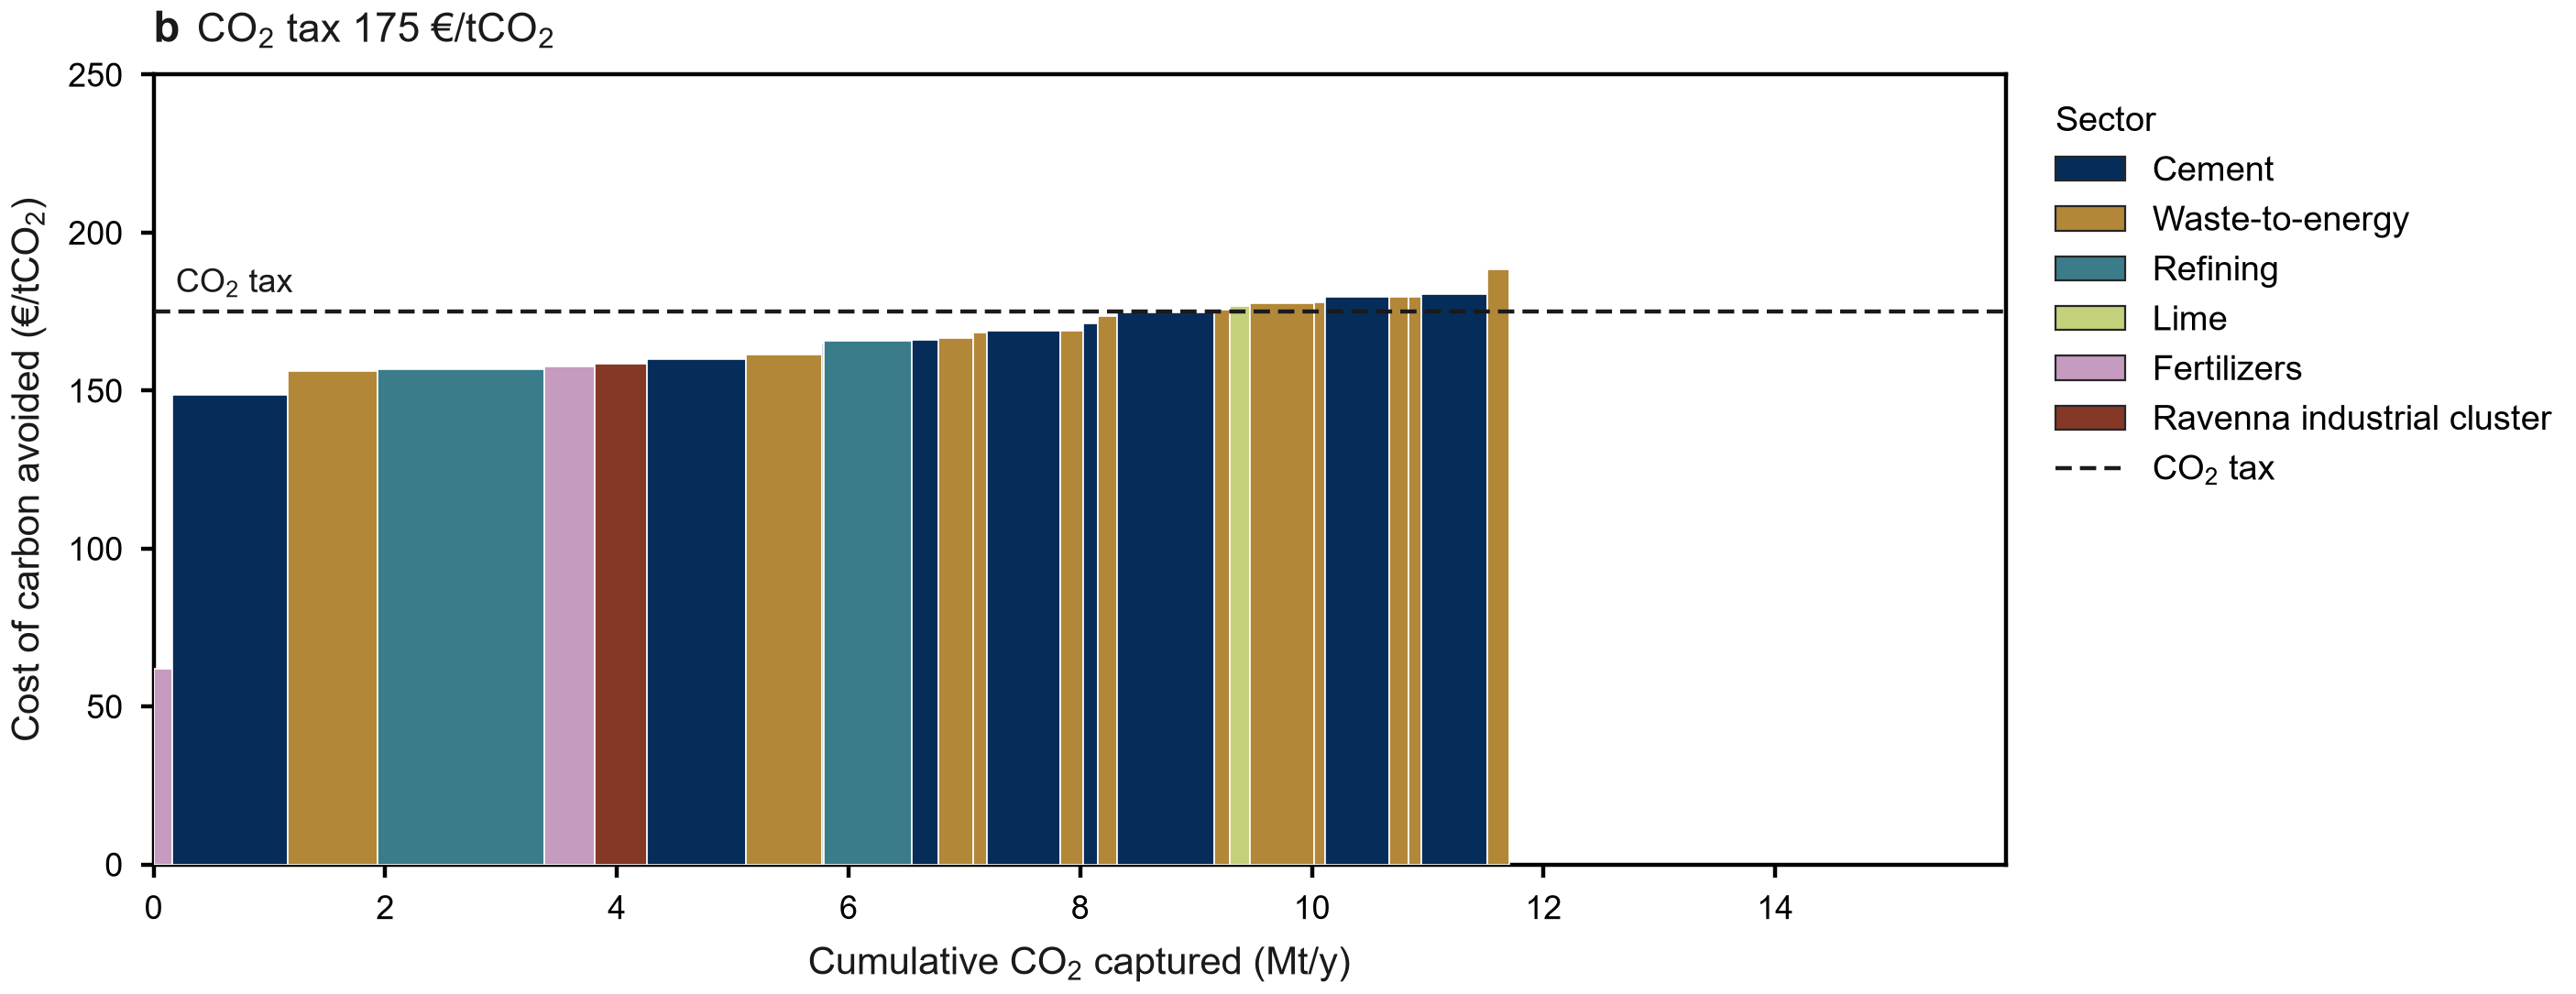 b CO₂ tax 175 €/tCO₂
Cost of carbon avoided (€/tCO₂)
250
200
150
100
50
0
CO₂ tax
0 2 4 6 8 10 12 14
Cumulative CO₂ captured (Mt/y)
Sector
Cement
Waste-to-energy
Refining
Lime
Fertilizers
Ravenna industrial cluster
CO₂ tax